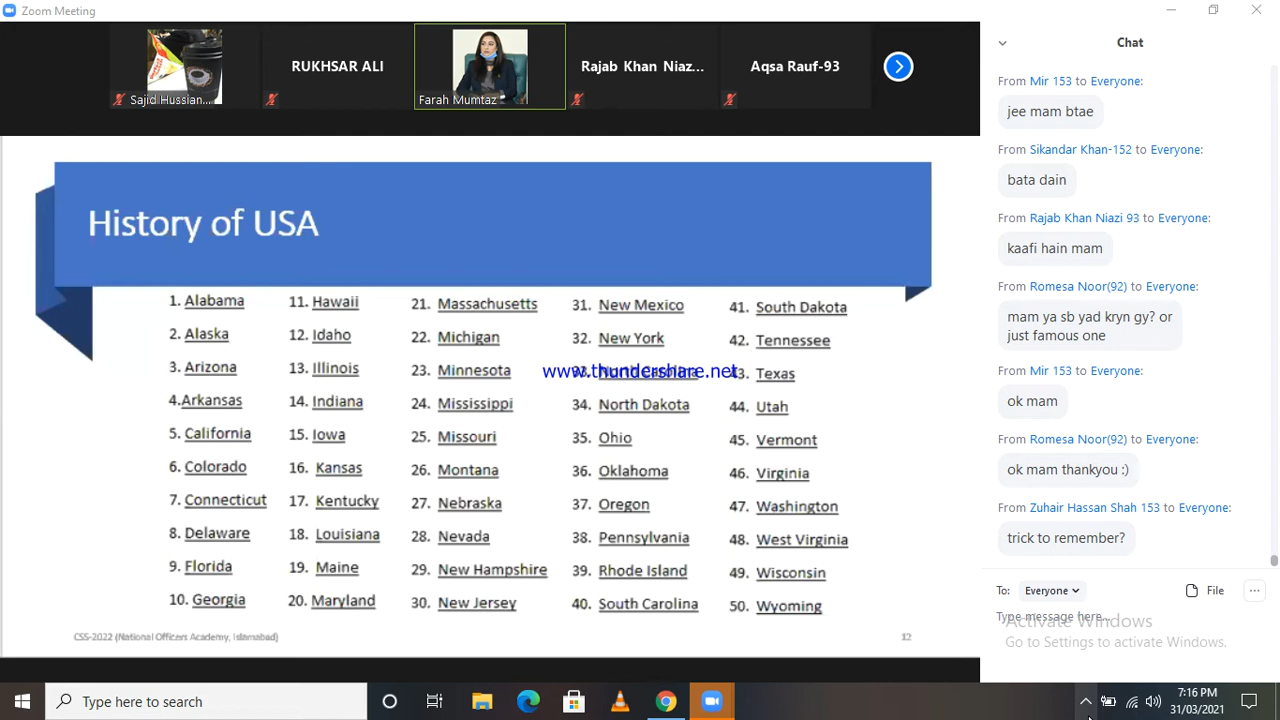 Zoom Meeting
Sajid Hussian...
RUKHSAR ALI
Farah Mumtaz
Rajab Khan Niaz...
Aqsa Rauf-93
History of USA
1. Alabama
2. Alaska
3. Arizona
4.Arkansas
5. California
6. Colorado
7. Connecticut
8. Delaware
9. Florida
10. Georgia
11. Hawaii
12. Idaho
13. Illinois
14. Indiana
15. Iowa
16. Kansas
17. Kentucky
18. Louisiana
19. Maine
20. Maryland
21. Massachusetts
22. Michigan
23. Minnesota
24. Mississippi
25. Missouri
26. Montana
27. Nebraska
28. Nevada
29. New Hampshire
30. New Jersey
31. New Mexico
32. New York
33. North Carolina
34. North Dakota
35. Ohio
36. Oklahoma
37. Oregon
38. Pennsylvania
39. Rhode Island
40. South Carolina
41. South Dakota
42. Tennessee
43. Texas
44. Utah
45. Vermont
46. Virginia
47. Washington
48. West Virginia
49. Wisconsin
50. Wyoming
www.thundershare.net
CSS-2022 (National Officers Academy, Islamabad)
12
Chat
From Mir 153 to Everyone:
jee mam btae
From Sikandar Khan-152 to Everyone:
bata dain
From Rajab Khan Niazi 93 to Everyone:
kaafi hain mam
From Romesa Noor(92) to Everyone:
mam ya sb yad kryn gy? or
just famous one
From Mir 153 to Everyone:
ok mam
From Romesa Noor(92) to Everyone:
ok mam thankyou :)
From Zuhair Hassan Shah 153 to Everyone:
trick to remember?
To: Everyone File ...
Type message here...
Activate Windows
Go to Settings to activate Windows.
Type here to search
7:16 PM
31/03/2021